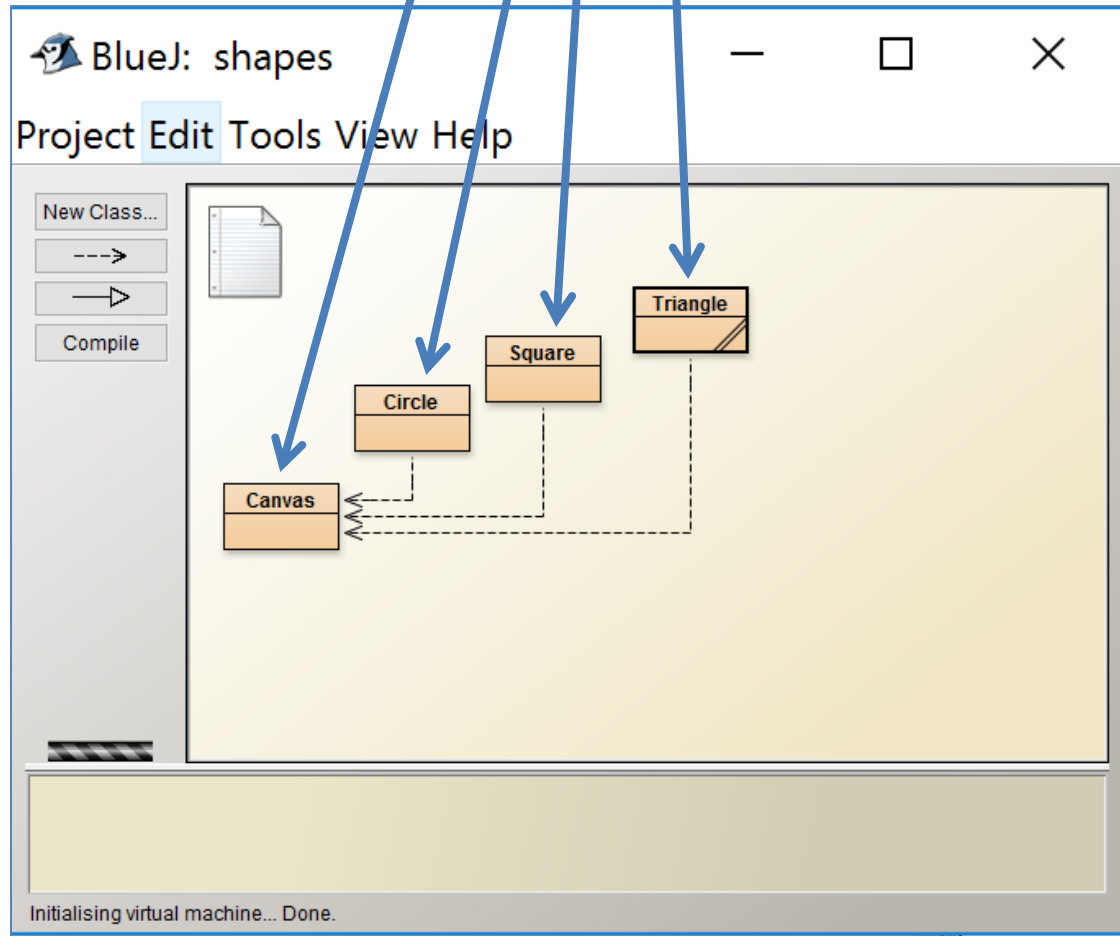 BlueJ: shapes
Project Edit Tools View Help
New Class...
Compile
Triangle
Square
Circle
Canvas
Initialising virtual machine... Done.